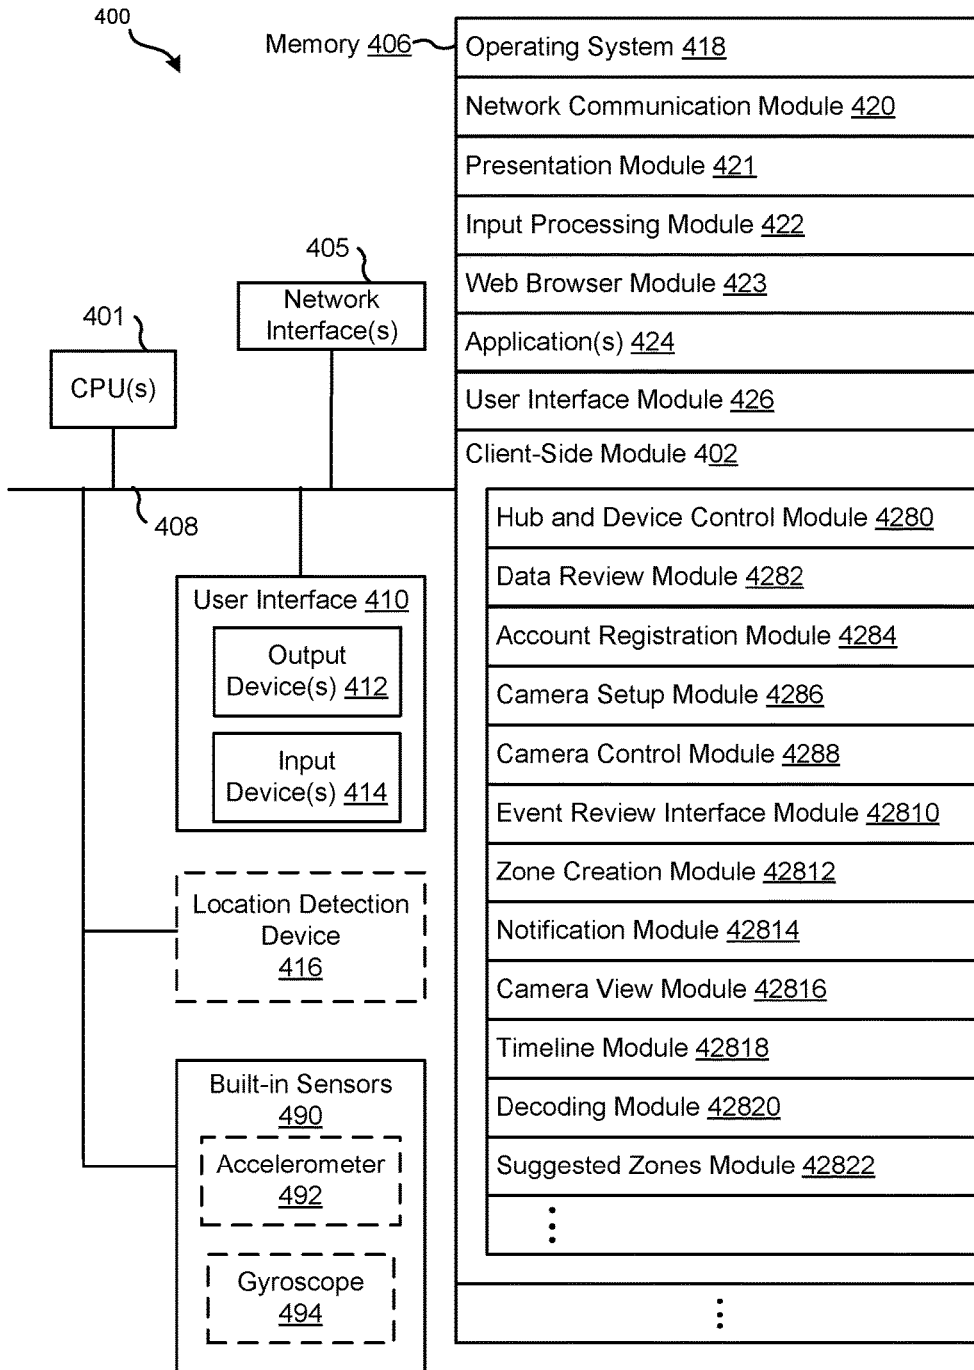 400
Memory 406
Operating System 418
Network Communication Module 420
Presentation Module 421
Input Processing Module 422
Web Browser Module 423
Application(s) 424
User Interface Module 426
Client-Side Module 402
Hub and Device Control Module 4280
Data Review Module 4282
Account Registration Module 4284
Camera Setup Module 4286
Camera Control Module 4288
Event Review Interface Module 42810
Zone Creation Module 42812
Notification Module 42814
Camera View Module 42816
Timeline Module 42818
Decoding Module 42820
Suggested Zones Module 42822
405
Network
Interface(s)
401
CPU(s)
408
User Interface 410
Output
Device(s) 412
Input
Device(s) 414
Location Detection
Device
416
Built-in Sensors
490
Accelerometer
492
Gyroscope
494